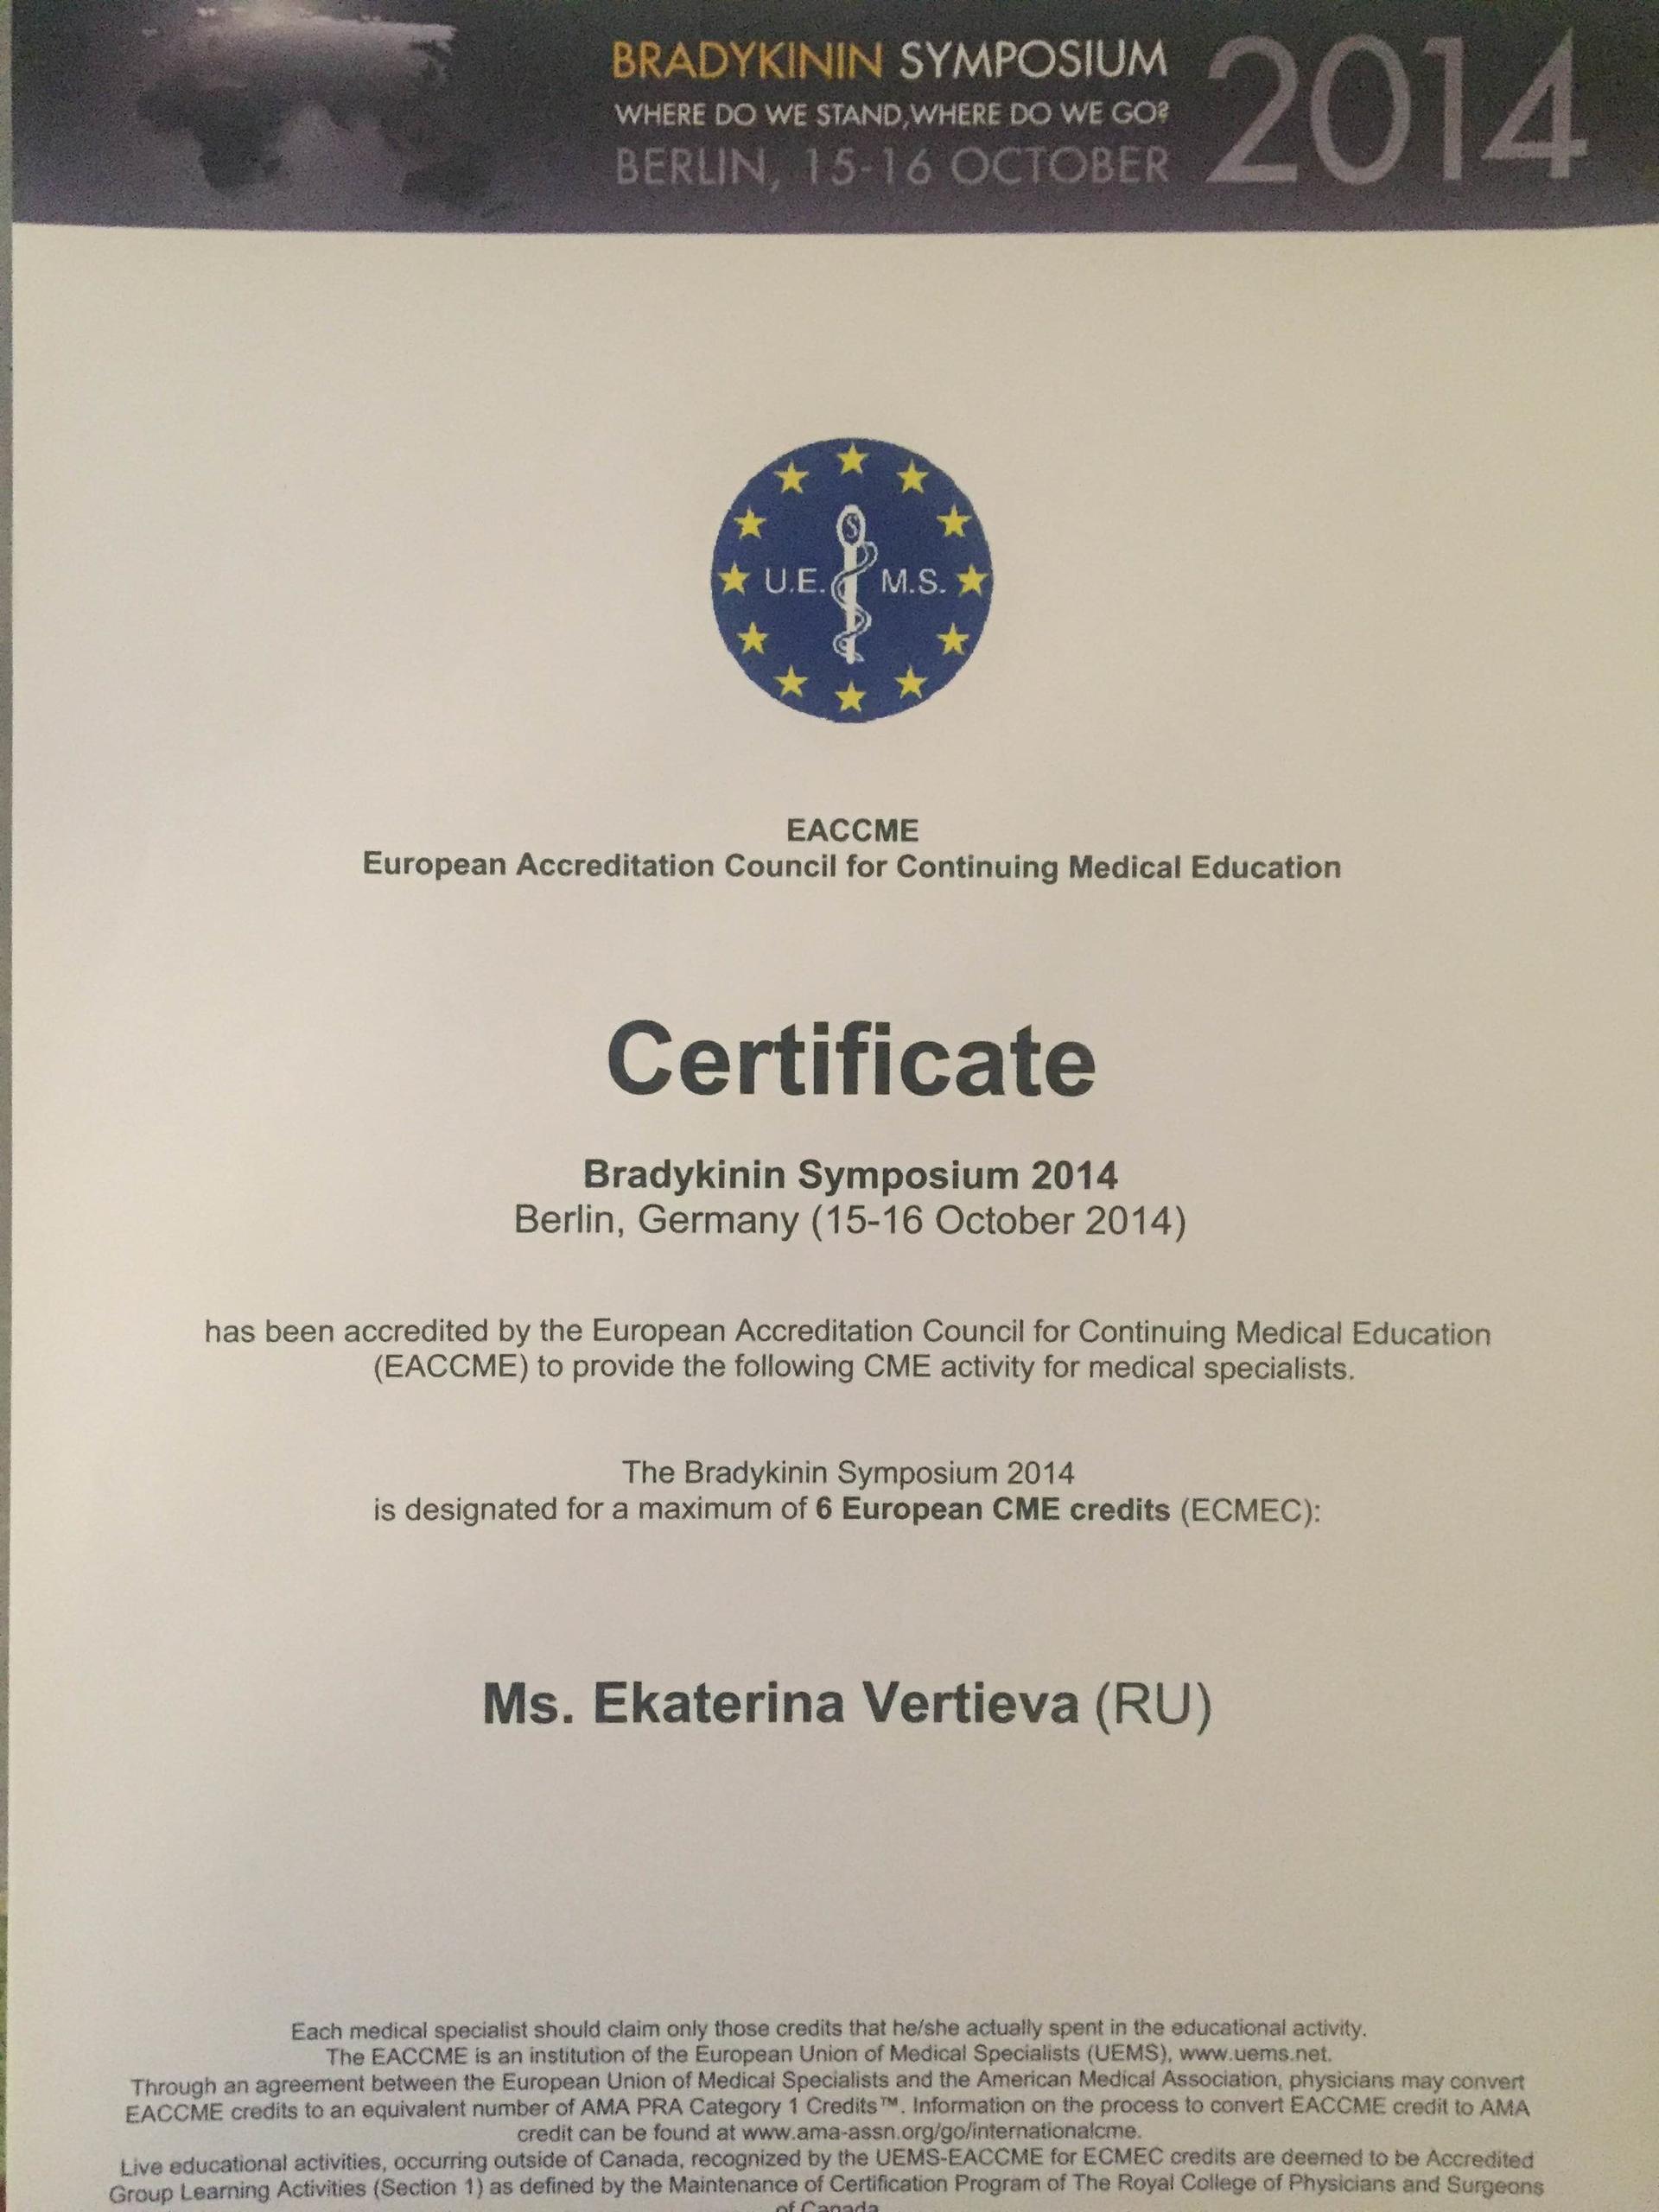 BRADYKININ SYMPOSIUM 2014
WHERE DO WE STAND,WHERE DO WE GO?
BERLIN, 15-16 OCTOBER
U.E. S M.S.
EACCME
European Accreditation Council for Continuing Medical Education
Certificate
Bradykinin Symposium 2014
Berlin, Germany (15-16 October 2014)
has been accredited by the European Accreditation Council for Continuing Medical Education
(EACCME) to provide the following CME activity for medical specialists.
The Bradykinin Symposium 2014
is designated for a maximum of 6 European CME credits (ECMEC):
Ms. Ekaterina Vertieva (RU)
Each medical specialist should claim only those credits that he/she actually spent in the educational activity.
The EACCME is an institution of the European Union of Medical Specialists (UEMS), www.uems.net.
Through an agreement between the European Union of Medical Specialists and the American Medical Association, physicians may convert
EACCME credits to an equivalent number of AMA PRA Category 1 Credits™. Information on the process to convert EACCME credit to AMA
credit can be found at www.ama-assn.org/go/internationalcme.
Live educational activities, occurring outside of Canada, recognized by the UEMS-EACCME for ECMEC credits are deemed to be Accredited
Group Learning Activities (Section 1) as defined by the Maintenance of Certification Program of The Royal College of Physicians and Surgeons
of Canada